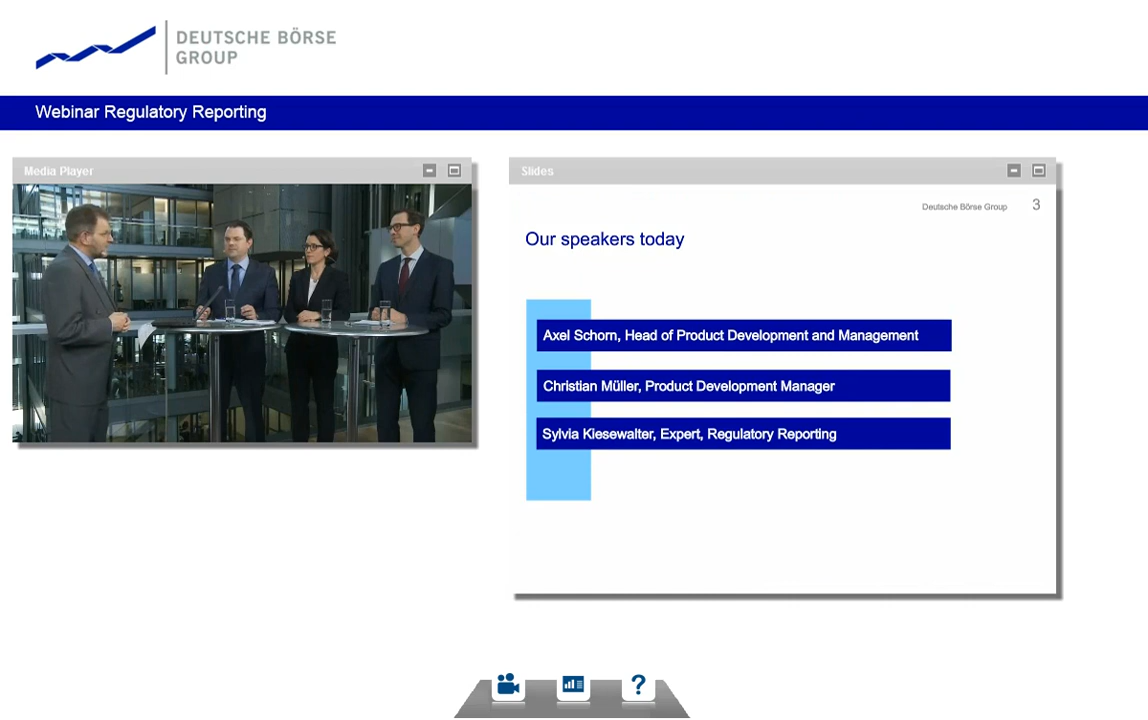 DEUTSCHE BÖRSE
GROUP
Webinar Regulatory Reporting
Media Player
Slides
Deutsche Börse Group 3
Our speakers today
Axel Schorn, Head of Product Development and Management
Christian Müller, Product Development Manager
Sylvia Kiesewalter, Expert, Regulatory Reporting
?